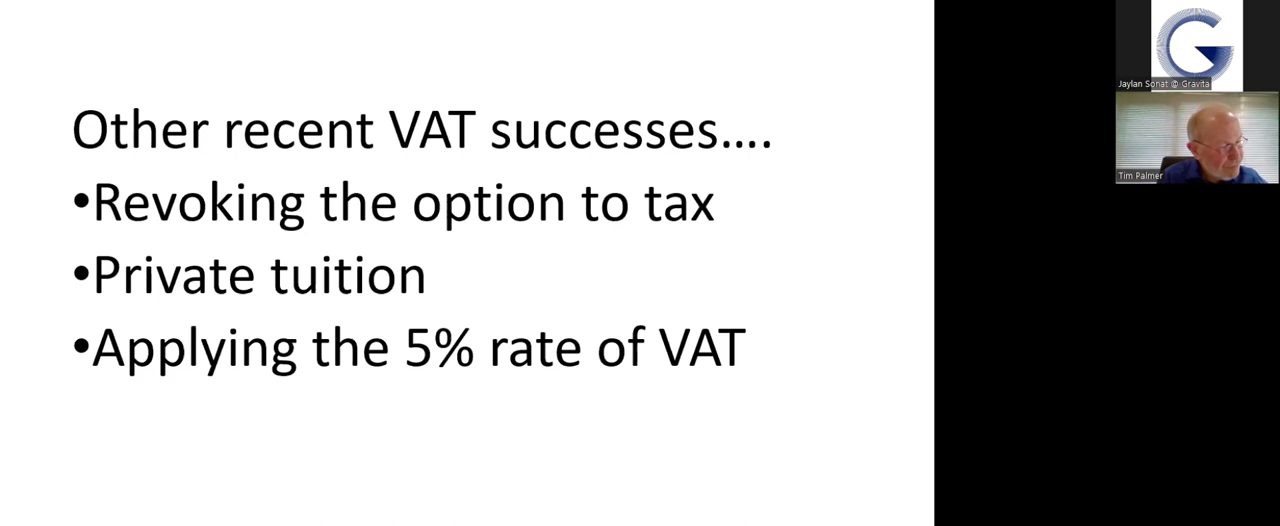 Other recent VAT successes....
•Revoking the option to tax
•Private tuition
•Applying the 5% rate of VAT
G
Jaylan Sonat @ Gravita
Tim Palmer